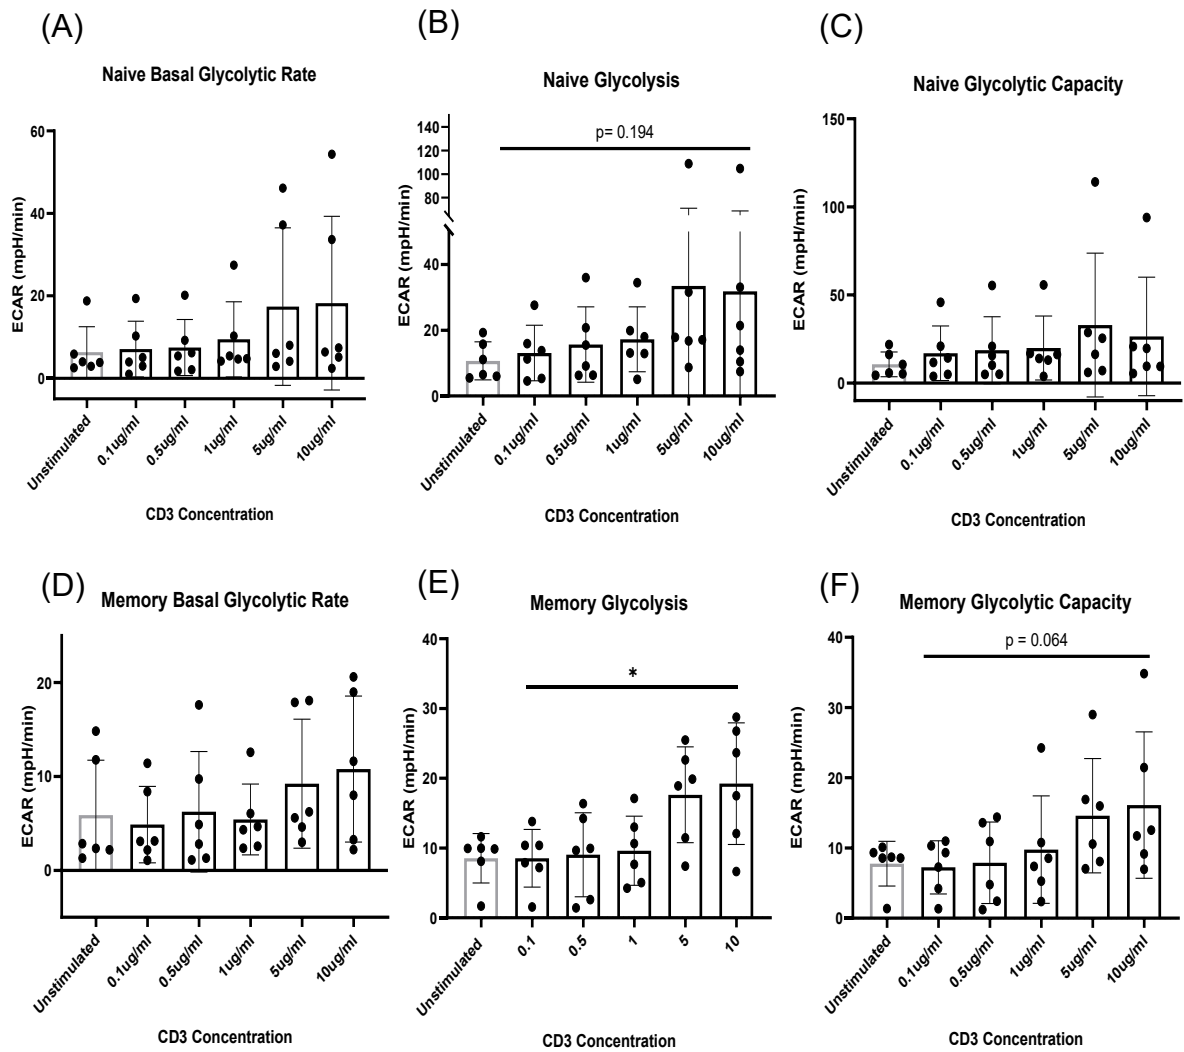 (A)
Naive Basal Glycolytic Rate
60
40
20
0
ECAR (mpH/min)
Unstimulated
0.1ug/ml
0.5ug/ml
1ug/ml
5ug/ml
10ug/ml
CD3 Concentration
(B)
Naive Glycolysis
p= 0.194
140
120
100
80
40
20
0
ECAR (mpH/min)
Unstimulated
0.1ug/ml
0.5ug/ml
1ug/ml
5ug/ml
10ug/ml
CD3 Concentration
(C)
Naive Glycolytic Capacity
150
100
50
0
ECAR (mpH/min)
Unstimulated
0.1ug/ml
0.5ug/ml
1ug/ml
5ug/ml
10ug/ml
CD3 Concentration
(D)
Memory Basal Glycolytic Rate
20
10
0
ECAR (mpH/min)
Unstimulated
0.1ug/ml
0.5ug/ml
1ug/ml
5ug/ml
10ug/ml
CD3 Concentration
(E)
Memory Glycolysis
*
40
30
20
10
0
ECAR (mpH/min)
Unstimulated
0.1
0.5
1
5
10
CD3 Concentration
(F)
Memory Glycolytic Capacity
p = 0.064
40
30
20
10
0
ECAR (mpH/min)
Unstimulated
0.1ug/ml
0.5ug/ml
1ug/ml
5ug/ml
10ug/ml
CD3 Concentration